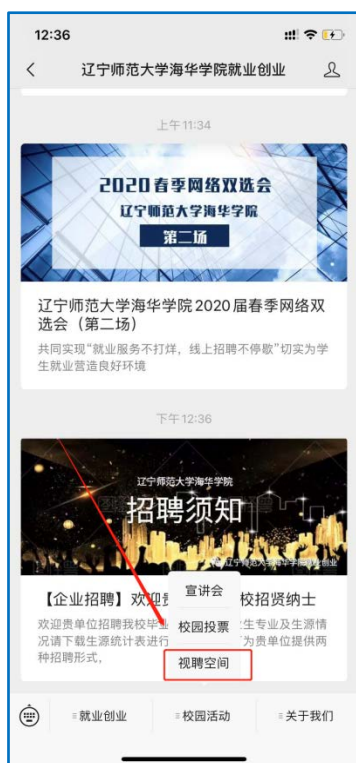 12:36
辽宁师范大学海华学院就业创业
上午11:34
2020春季网络双选会
辽宁师范大学海华学院
第二场
辽宁师范大学海华学院2020届春季网络双
选会（第二场）
共同实现“就业服务不打烊，线上招聘不停歇”切实为学
生就业营造良好环境
下午12:36
辽宁师范大学海华学院
招聘须知
【企业招聘】欢迎 校招贤纳士
欢迎贵单位招聘我校毕业 生专业及生源情
况请下载生源统计表进行 为贵单位提供两
种招聘形式，
宣讲会
校园投票
视聘空间
就业创业
校园活动
关于我们